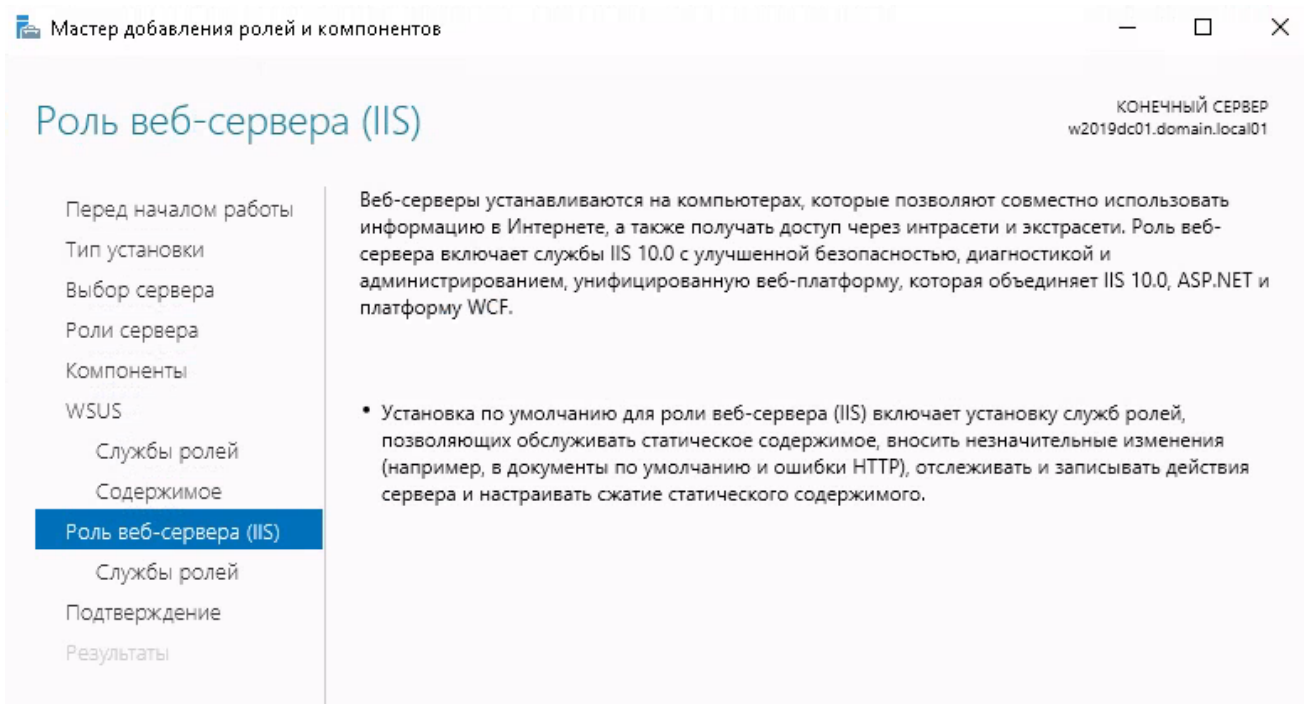 Мастер добавления ролей и компонентов
Роль веб-сервера (IIS)
КОНЕЧНЫЙ СЕРВЕР
w2019dc01.domain.local01
Перед началом работы
Тип установки
Выбор сервера
Роли сервера
Компоненты
WSUS
Службы ролей
Содержимое
Роль веб-сервера (IIS)
Службы ролей
Подтверждение
Результаты
Веб-серверы устанавливаются на компьютерах, которые позволяют совместно использовать
информацию в Интернете, а также получать доступ через интрасети и экстрасети. Роль веб-
сервера включает службы IIS 10.0 с улучшенной безопасностью, диагностикой и
администрированием, унифицированную веб-платформу, которая объединяет IIS 10.0, ASP.NET и
платформу WCF.
• Установка по умолчанию для роли веб-сервера (IIS) включает установку служб ролей,
позволяющих обслуживать статическое содержимое, вносить незначительные изменения
(например, в документы по умолчанию и ошибки HTTP), отслеживать и записывать действия
сервера и настраивать сжатие статического содержимого.